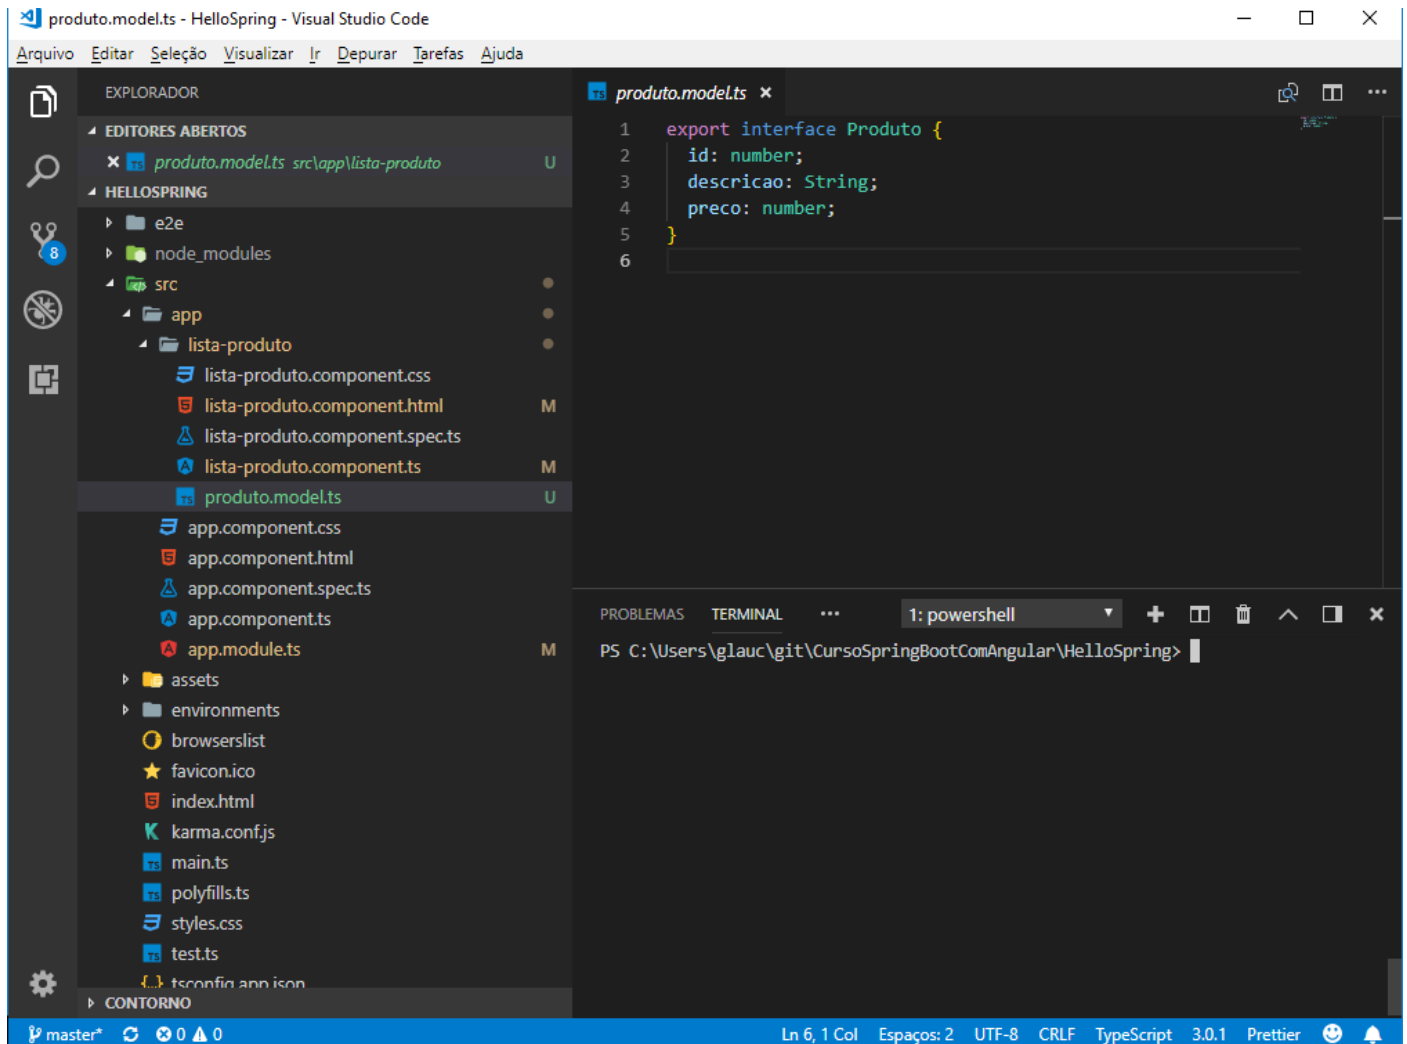 produto.model.ts - HelloSpring - Visual Studio Code
Arquivo Editar Seleção Visualizar Ir Depurar Tarefas Ajuda
EXPLORADOR
EDITORES ABERTOS
produto.model.ts src\app\lista-produto U
HELLOSPRING
e2e
node_modules
src
app
lista-produto
lista-produto.component.css
lista-produto.component.html M
lista-produto.component.spec.ts
lista-produto.component.ts M
produto.model.ts U
app.component.css
app.component.html
app.component.spec.ts
app.component.ts
app.module.ts M
assets
environments
browserslist
favicon.ico
index.html
karma.conf.js
main.ts
polyfills.ts
styles.css
test.ts
tsconfig.app.json
CONTORNO
8
produto.model.ts
1 export interface Produto {
2 id: number;
3 descricao: String;
4 preco: number;
5 }
6
PROBLEMAS TERMINAL ... 1: powershell
PS C:\Users\glauc\git\CursoSpringBootComAngular\HelloSpring>
master* 0 0 Ln 6, 1 Col Espaços: 2 UTF-8 CRLF TypeScript 3.0.1 Prettier